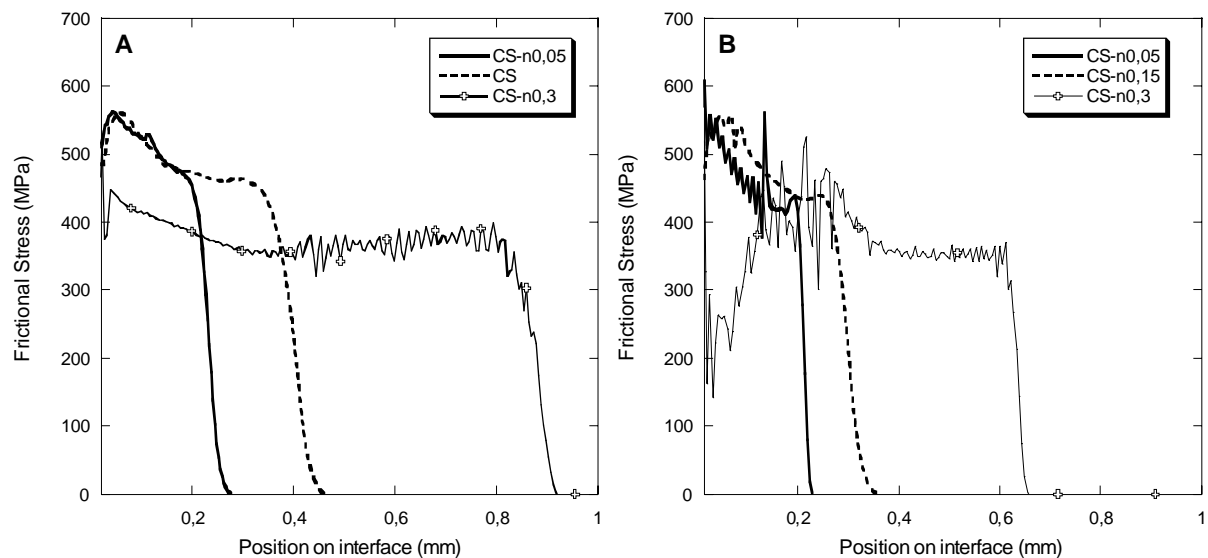 A
CS-n0,05
CS
CS-n0,3
700
600
500
400
300
200
100
0
Frictional Stress (MPa)
0,2
0,4
0,6
0,8
1
Position on interface (mm)
B
CS-n0,05
CS-n0,15
CS-n0,3
700
600
500
400
300
200
100
0
Frictional Stress (MPa)
0,2
0,4
0,6
0,8
1
Position on interface (mm)